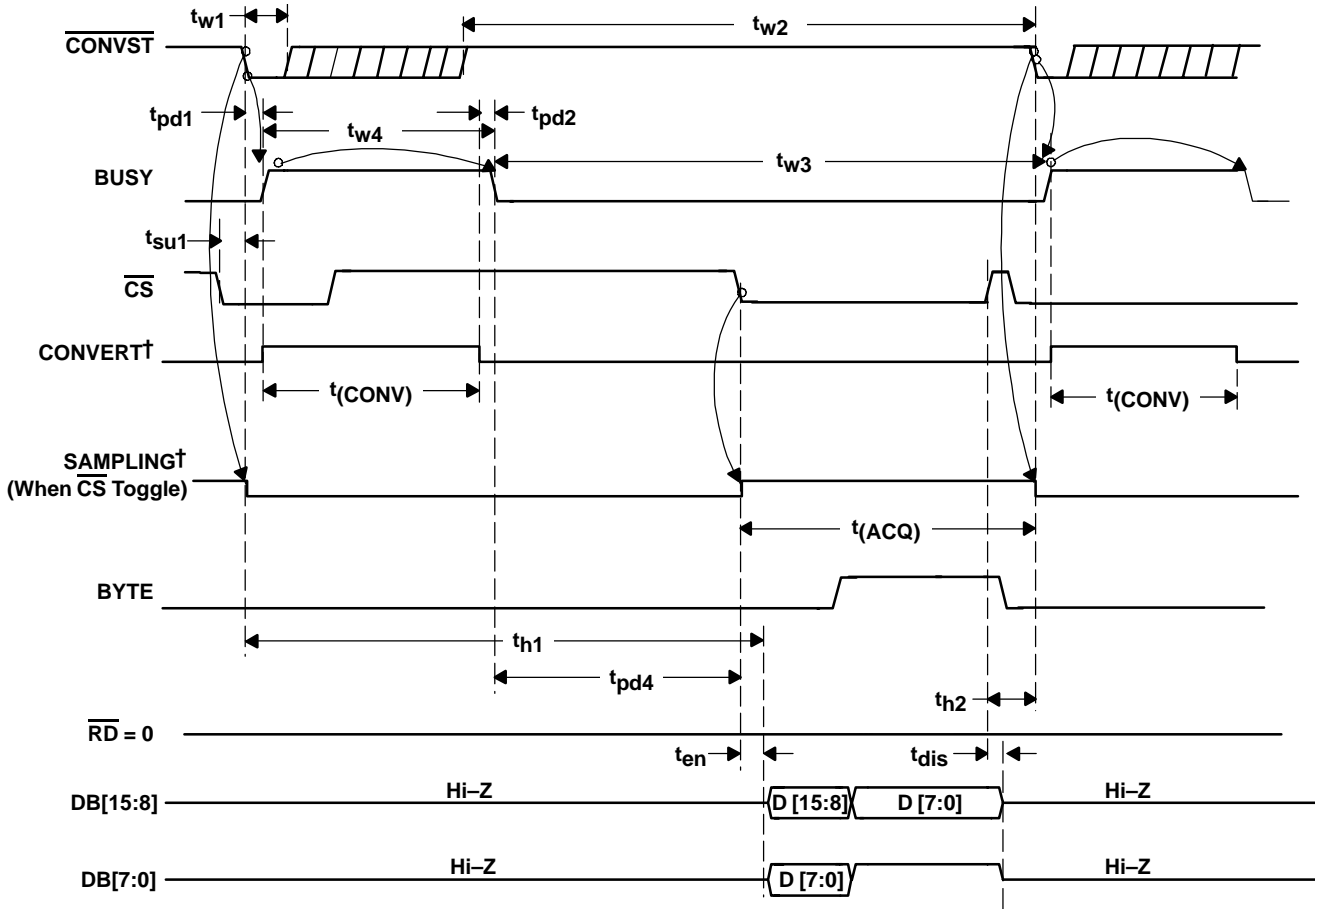 tw1
tw2
CONVST
tpd1
tw4
tpd2
tw3
BUSY
tsu1
CS
CONVERT†
t(CONV)
t(CONV)
SAMPLING†
(When CS Toggle)
t(ACQ)
BYTE
th1
tpd4
th2
RD = 0
ten
tdis
DB[15:8]
Hi–Z
D [15:8]
D [7:0]
Hi–Z
DB[7:0]
Hi–Z
D [7:0]
Hi–Z